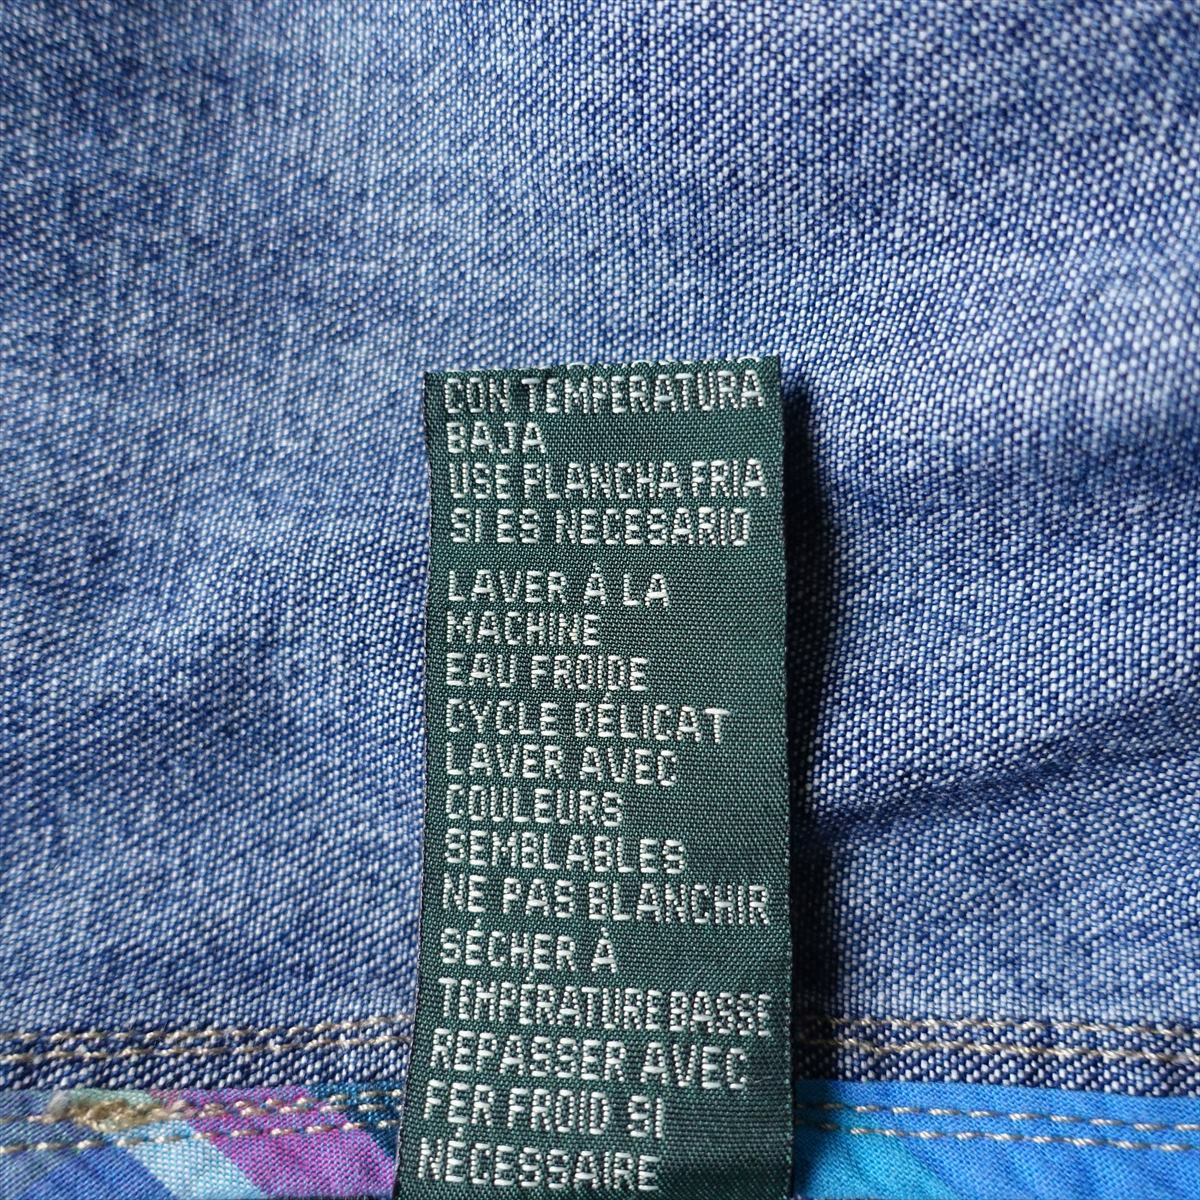 CON TEMPERATURA
BAJA
USE PLANCHA FRIA
SI ES NECESARIO
LAVER À LA
MACHINE
EAU FROIDE
CYCLE DÉLICAT
LAVER AVEC
COULEURS
SEMBLABLES
NE PAS BLANCHIR
SÉCHER À
TEMPÉRATURE BASSE
REPASSER AVEC
FER FROID SI
NÉCESSAIRE